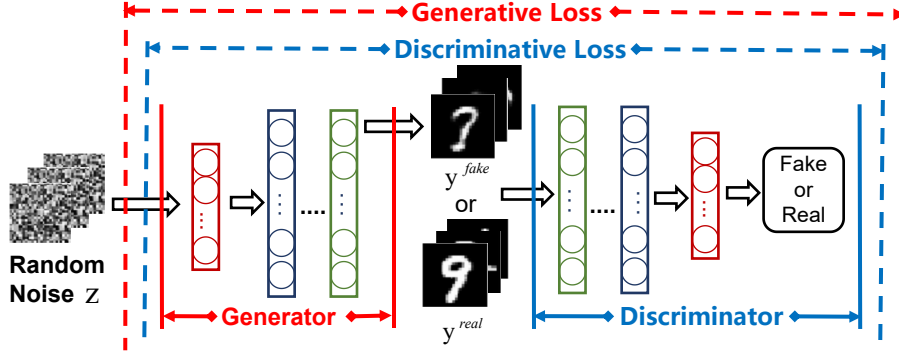 Generative Loss
Discriminative Loss
y fake
or
y real
Random
Noise z
Generator
Discriminator
Fake
or
Real